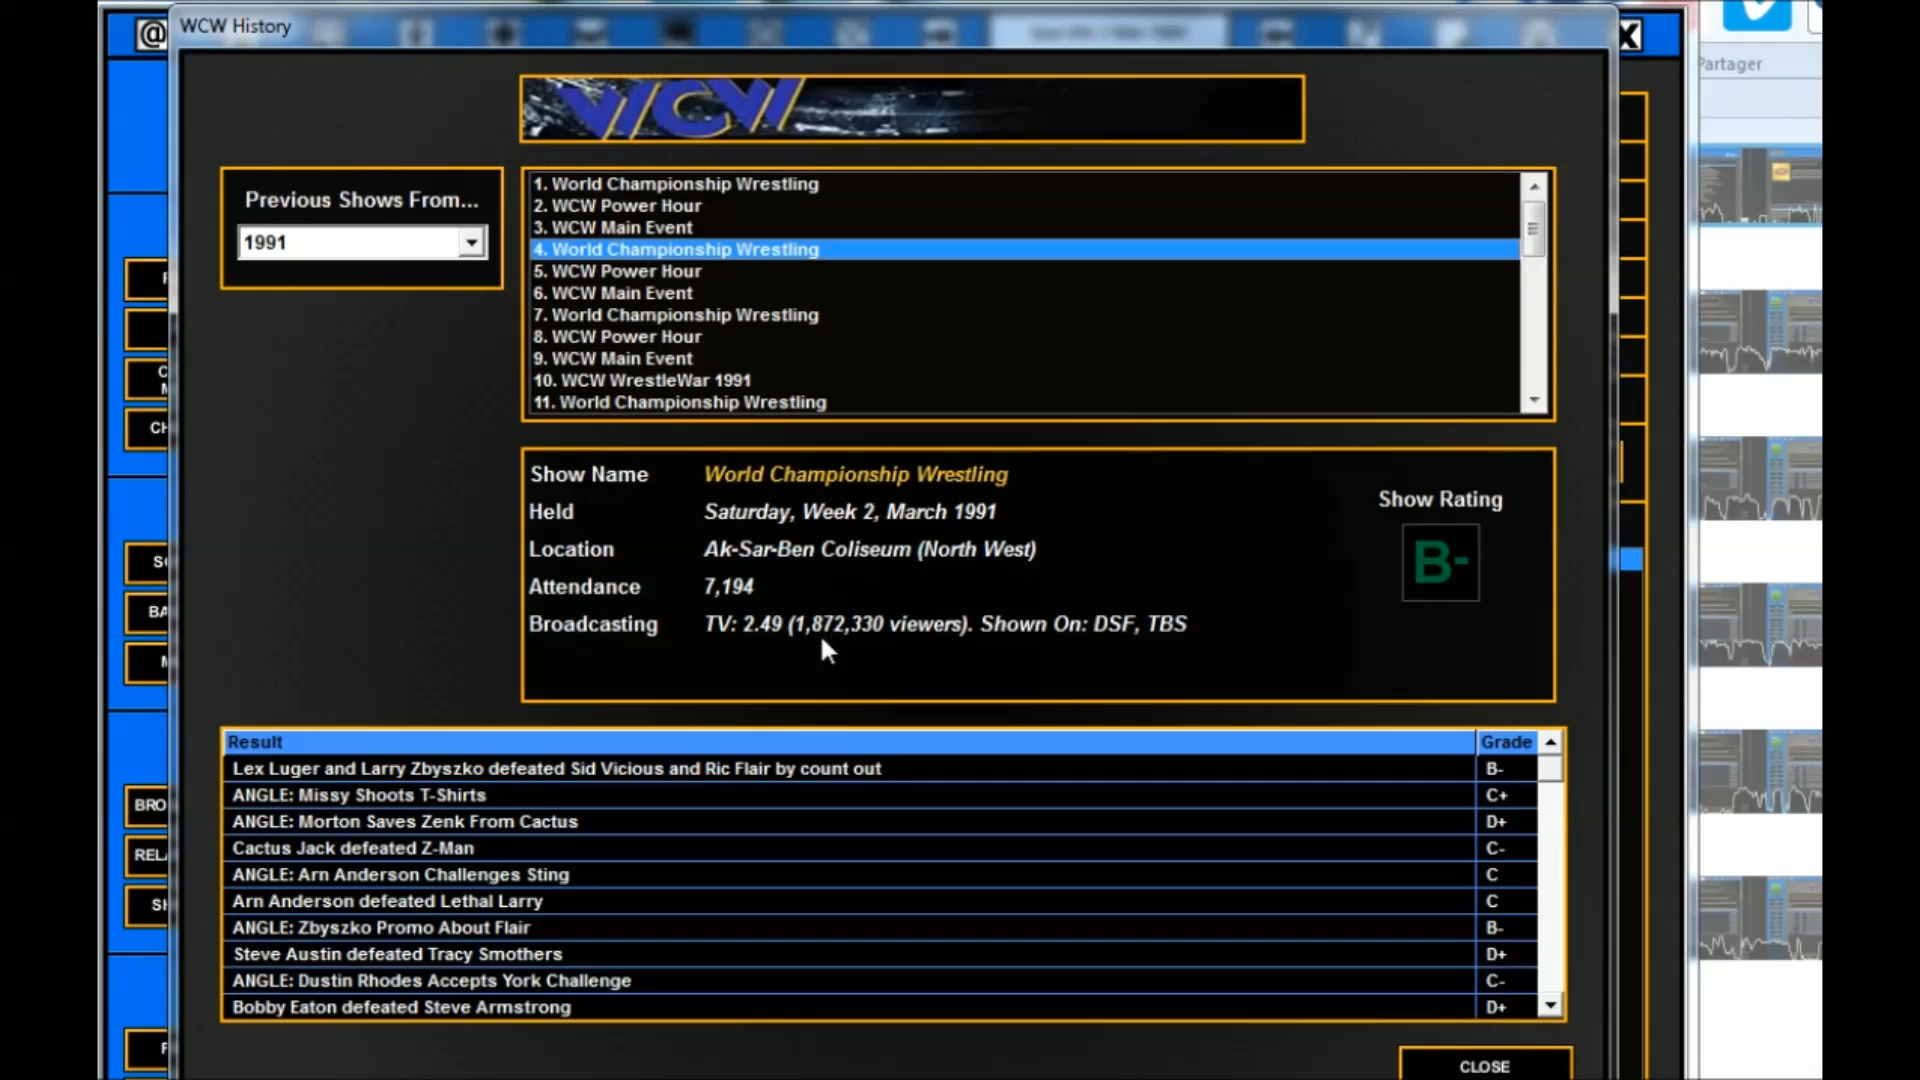 WCW History
X
Partager
WCW
Previous Shows From...
1991
1. World Championship Wrestling
2. WCW Power Hour
3. WCW Main Event
4. World Championship Wrestling
5. WCW Power Hour
6. WCW Main Event
7. World Championship Wrestling
8. WCW Power Hour
9. WCW Main Event
10. WCW WrestleWar 1991
11. World Championship Wrestling
Show Name World Championship Wrestling
Held Saturday, Week 2, March 1991
Location Ak-Sar-Ben Coliseum (North West)
Attendance 7,194
Broadcasting TV: 2.49 (1,872,330 viewers). Shown On: DSF, TBS
Show Rating
B-
Result Grade
Lex Luger and Larry Zbyszko defeated Sid Vicious and Ric Flair by count out B-
ANGLE: Missy Shoots T-Shirts C+
ANGLE: Morton Saves Zenk From Cactus D+
Cactus Jack defeated Z-Man C-
ANGLE: Arn Anderson Challenges Sting C
Arn Anderson defeated Lethal Larry C
ANGLE: Zbyszko Promo About Flair B-
Steve Austin defeated Tracy Smothers D+
ANGLE: Dustin Rhodes Accepts York Challenge C-
Bobby Eaton defeated Steve Armstrong D+
CLOSE
@
CH
BA
BRO
REL